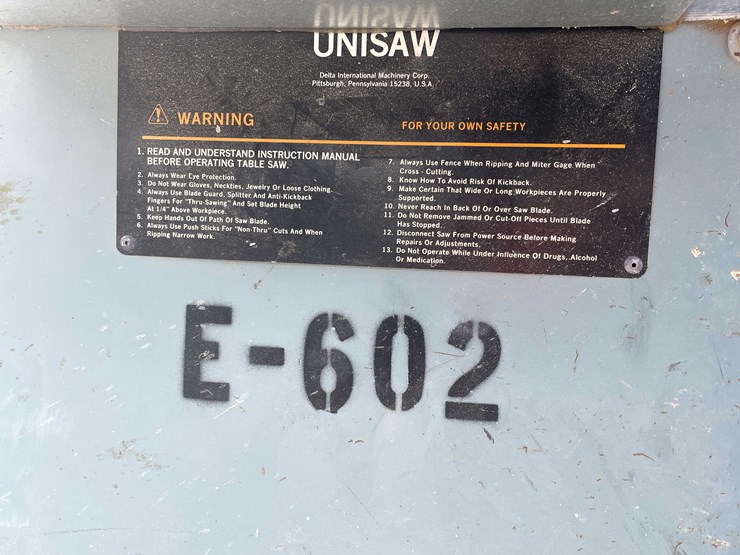 UNISAW
Delta International Machinery Corp.
Pittsburgh, Pennsylvania 15238, U.S.A.
WARNING
FOR YOUR OWN SAFETY
1. READ AND UNDERSTAND INSTRUCTION MANUAL
BEFORE OPERATING TABLE SAW.
2. Always Wear Eye Protection.
3. Do Not Wear Gloves, Neckties, Jewelry Or Loose Clothing.
4. Always Use Blade Guard, Splitter And Anti-Kickback
Fingers For "Thru-Sawing" And Set Blade Height
At 1/4" Above Workpiece.
5. Keep Hands Out Of Path Of Saw Blade.
6. Always Use Push Sticks For "Non-Thru" Cuts And When
Ripping Narrow Work.
7. Always Use Fence When Ripping And Miter Gage When
Cross - Cutting.
8. Know How To Avoid Risk Of Kickback.
9. Make Certain That Wide Or Long Workpieces Are Properly
Supported.
10. Never Reach In Back Of Or Over Saw Blade.
11. Do Not Remove Jammed Or Cut-Off Pieces Until Blade
Has Stopped.
12. Disconnect Saw From Power Source Before Making
Repairs Or Adjustments.
13. Do Not Operate While Under Influence Of Drugs, Alcohol
Or Medication.
E-602